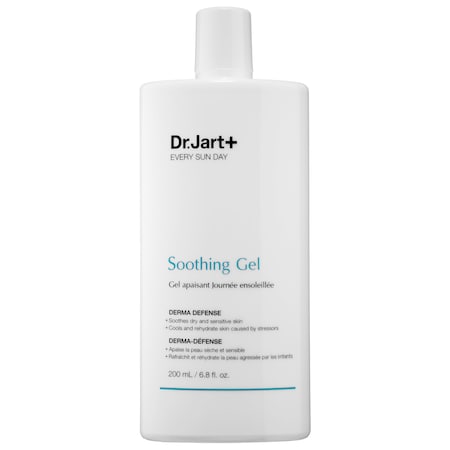 Dr.Jart+
EVERY SUN DAY
Soothing Gel
Gel apaisant Journée ensoleillée
DERMA DEFENSE
• Soothes dry and sensitive skin
• Cools and rehydrate skin caused by stressors
DERMA-DÉFENSE
• Apaise la peau sèche et sensible
• Rafraîchit et réhydrate la peau agressée par les irritants
200 mL / 6.8 fl. oz.